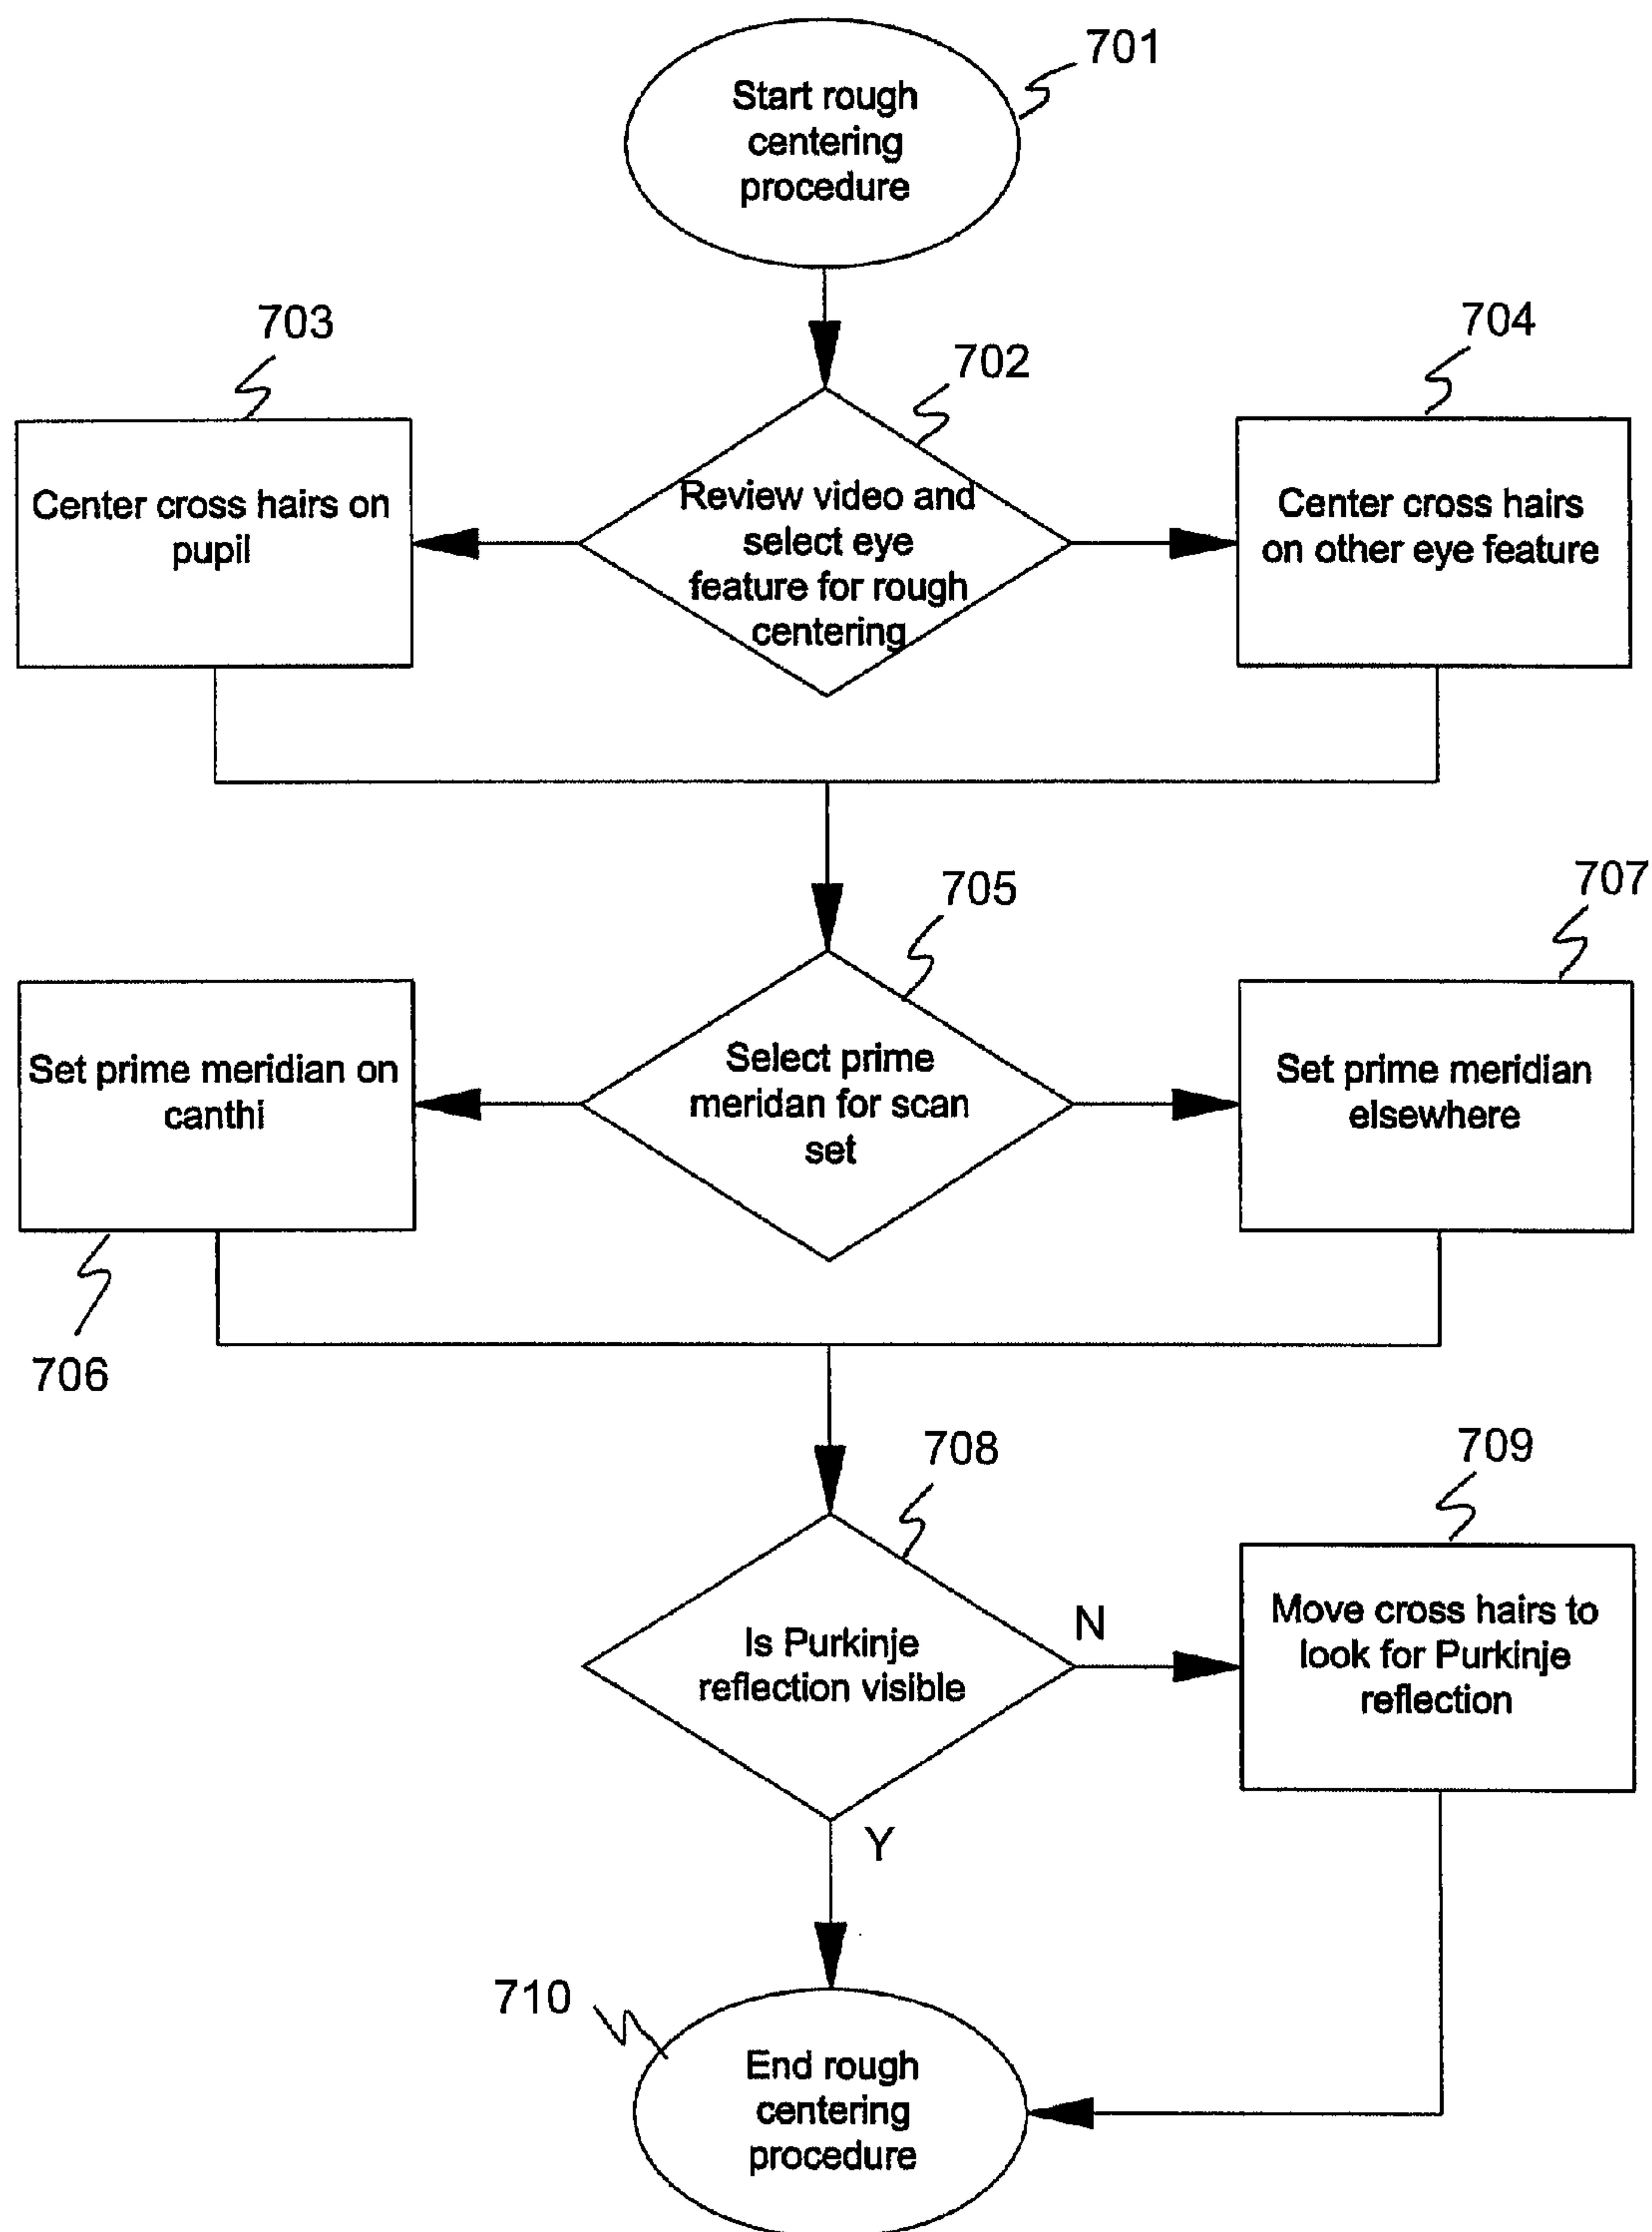 701
Start rough
centering
procedure
703
704
702
Center cross hairs on
pupil
Review video and
select eye
feature for rough
centering
Center cross hairs
on other eye feature
705
707
Set prime meridian on
canthi
Select prime
meridan for scan
set
Set prime meridian
elsewhere
706
708
709
Is Purkinje
reflection visible
N
Move cross hairs to
look for Purkinje
reflection
Y
710
End rough
centering
procedure